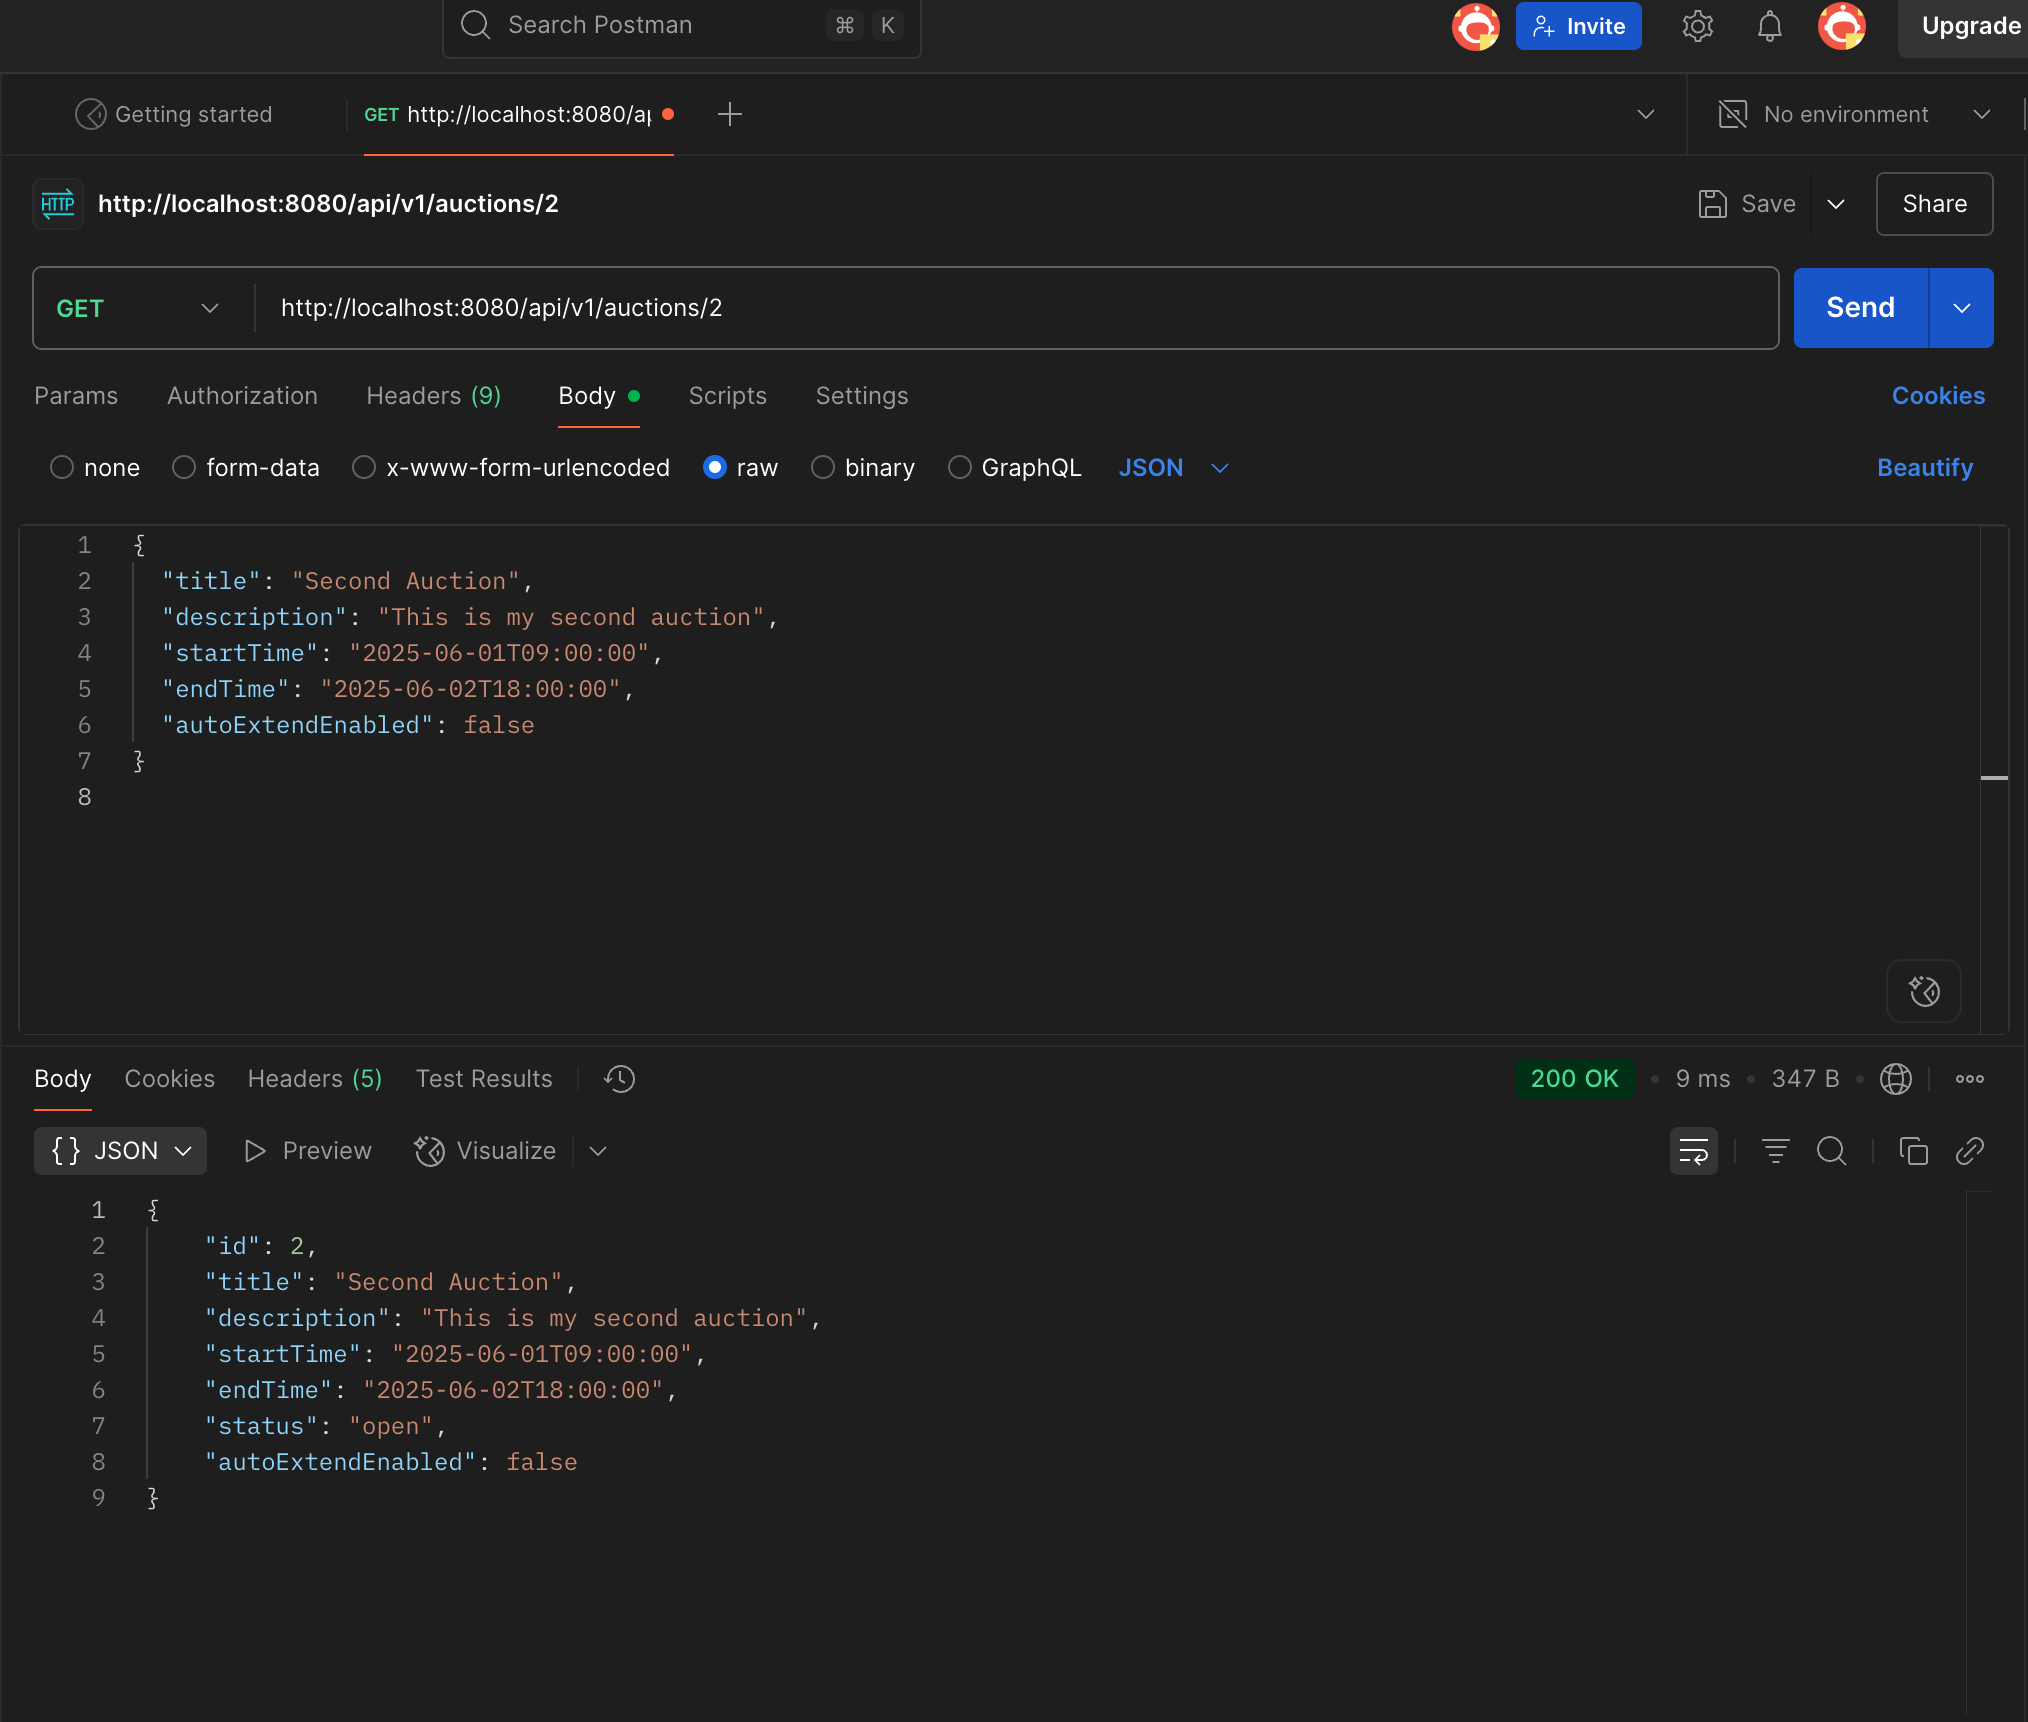 Search Postman ⌘ K Invite Upgrade
Getting started GET http://localhost:8080/ap No environment
HTTP http://localhost:8080/api/v1/auctions/2 Save Share
GET http://localhost:8080/api/v1/auctions/2 Send
Params Authorization Headers (9) Body Scripts Settings Cookies
none form-data x-www-form-urlencoded raw binary GraphQL JSON Beautify
1 {
2 "title": "Second Auction",
3 "description": "This is my second auction",
4 "startTime": "2025-06-01T09:00:00",
5 "endTime": "2025-06-02T18:00:00",
6 "autoExtendEnabled": false
7 }
8
Body Cookies Headers (5) Test Results 200 OK • 9 ms • 347 B •
{} JSON Preview Visualize
1 {
2 "id": 2,
3 "title": "Second Auction",
4 "description": "This is my second auction",
5 "startTime": "2025-06-01T09:00:00",
6 "endTime": "2025-06-02T18:00:00",
7 "status": "open",
8 "autoExtendEnabled": false
9 }